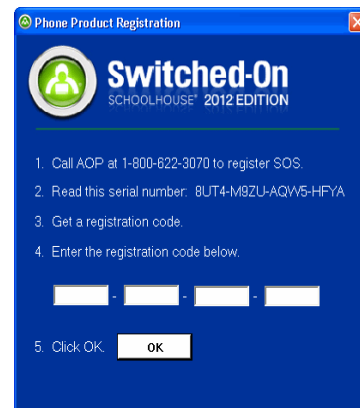 Phone Product Registration
Switched-On
SCHOOLHOUSE® 2012 EDITION
1. Call AOP at 1-800-622-3070 to register SOS.
2. Read this serial number: 8UT4-M9ZU-AQW5-HFYA
3. Get a registration code.
4. Enter the registration code below.
- - -
5. Click OK. OK